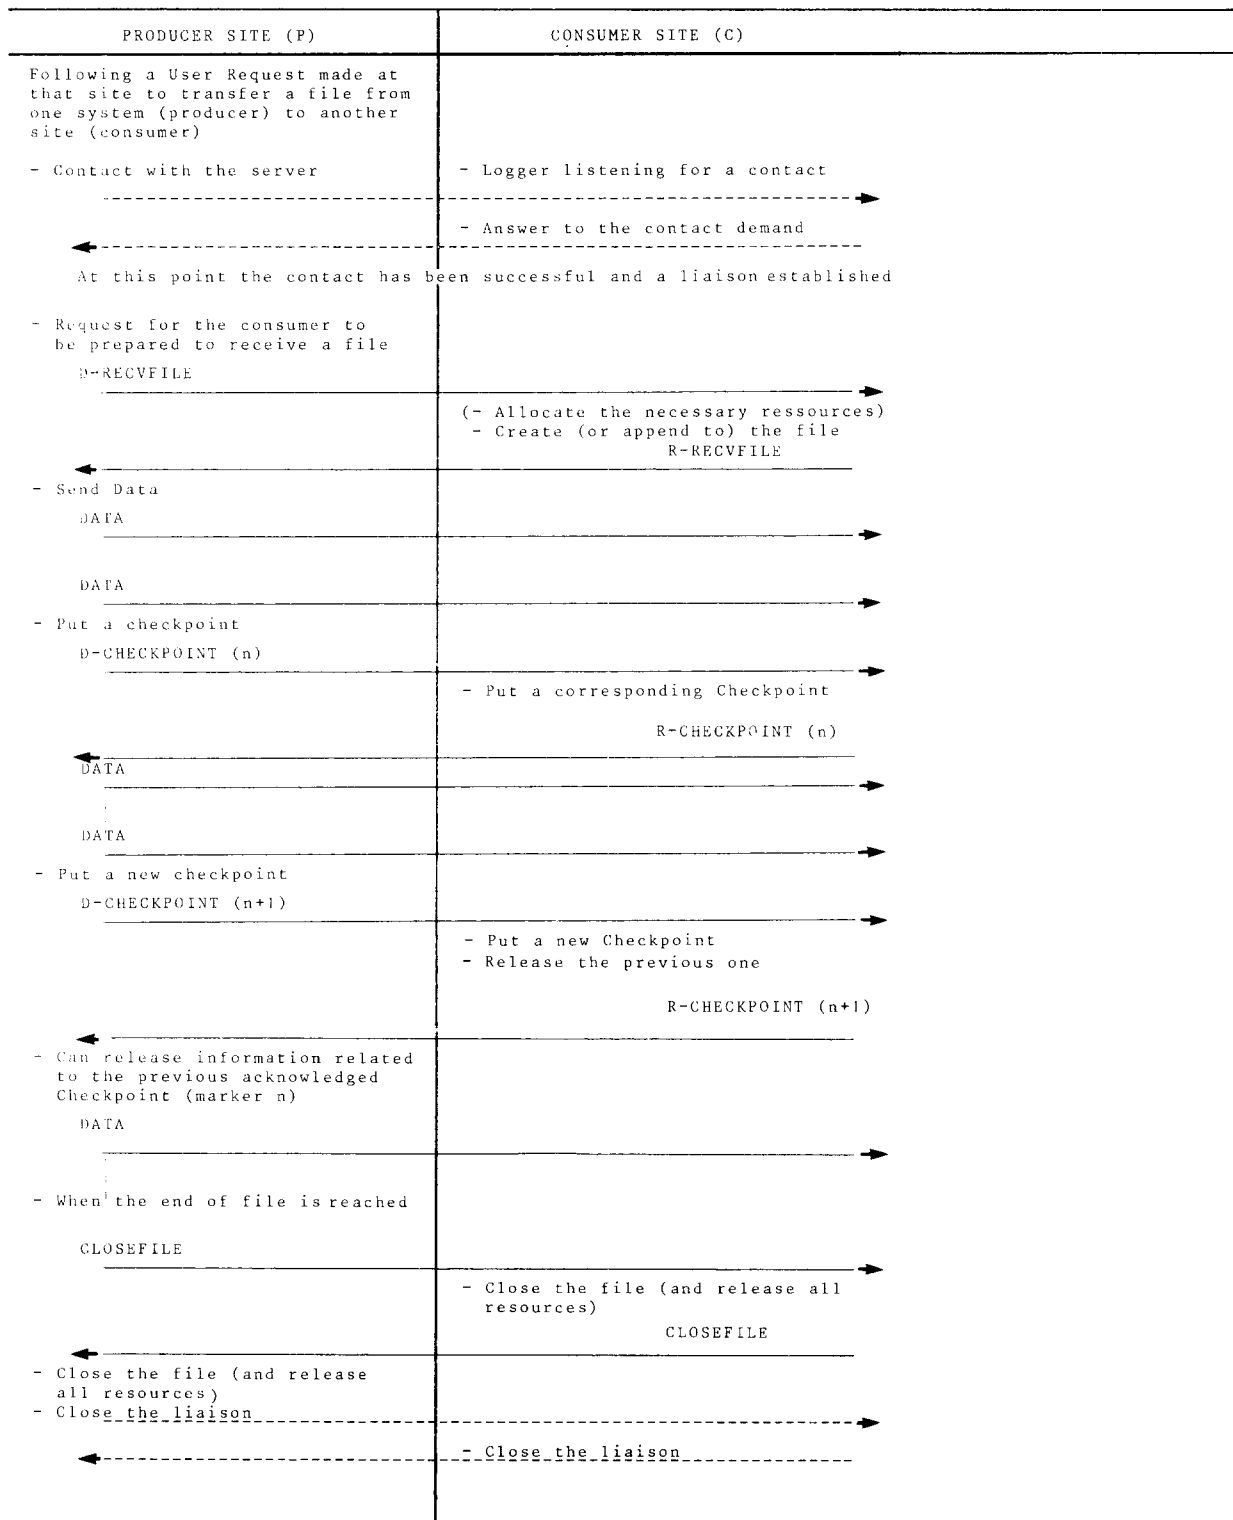 PRODUCER SITE (P)
CONSUMER SITE (C)
Following a User Request made at
that site to transfer a file from
one system (producer) to another
site (consumer)
- Contact with the server
- Logger listening for a contact
- Answer to the contact demand
At this point the contact has been successful and a liaison established
- Request for the consumer to
be prepared to receive a file
D-RECVFILE
(- Allocate the necessary ressources)
- Create (or append to) the file
R-RECVFILE
- Send Data
DATA
DATA
- Put a checkpoint
D-CHECKPOINT (n)
- Put a corresponding Checkpoint
R-CHECKPOINT (n)
DATA
DATA
- Put a new checkpoint
D-CHECKPOINT (n+1)
- Put a new Checkpoint
- Release the previous one
R-CHECKPOINT (n+1)
- Can release information related
to the previous acknowledged
Checkpoint (marker n)
DATA
- When the end of file is reached
CLOSEFILE
- Close the file (and release all
resources)
CLOSEFILE
- Close the file (and release
all resources)
- Close the liaison
- Close the liaison